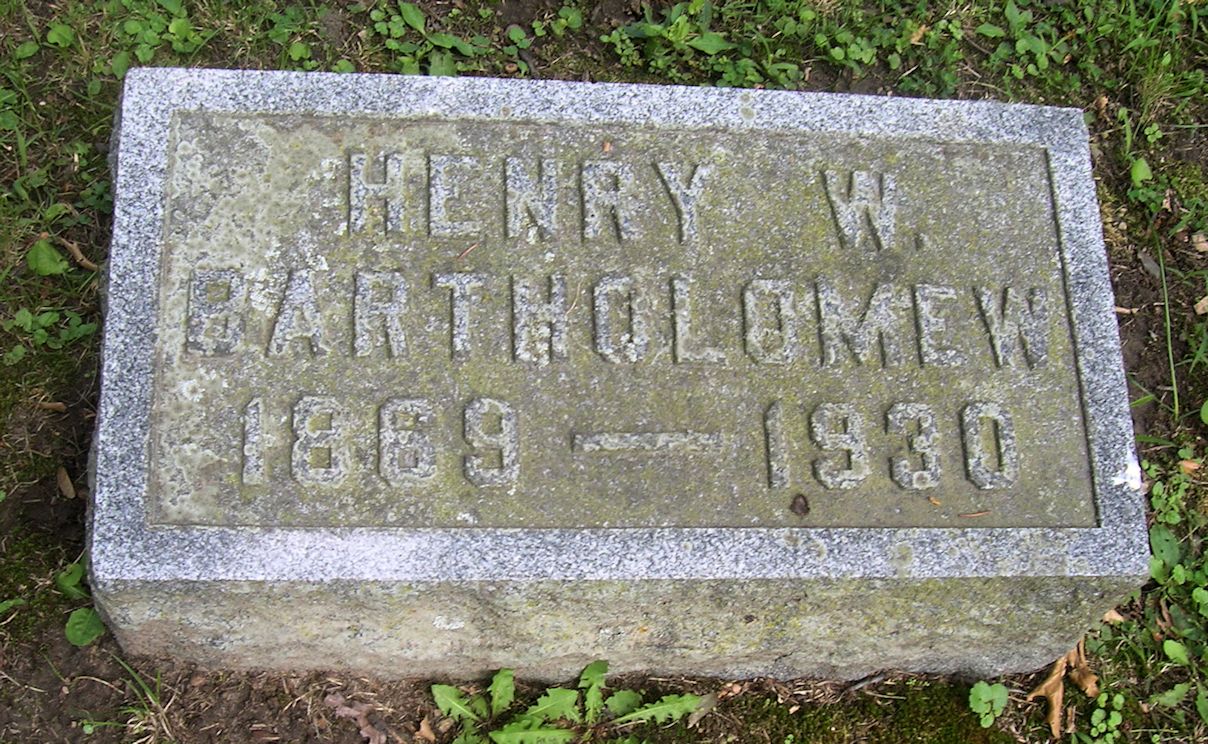 HENRY W.
BARTHOLOMEW
1869 — 1930